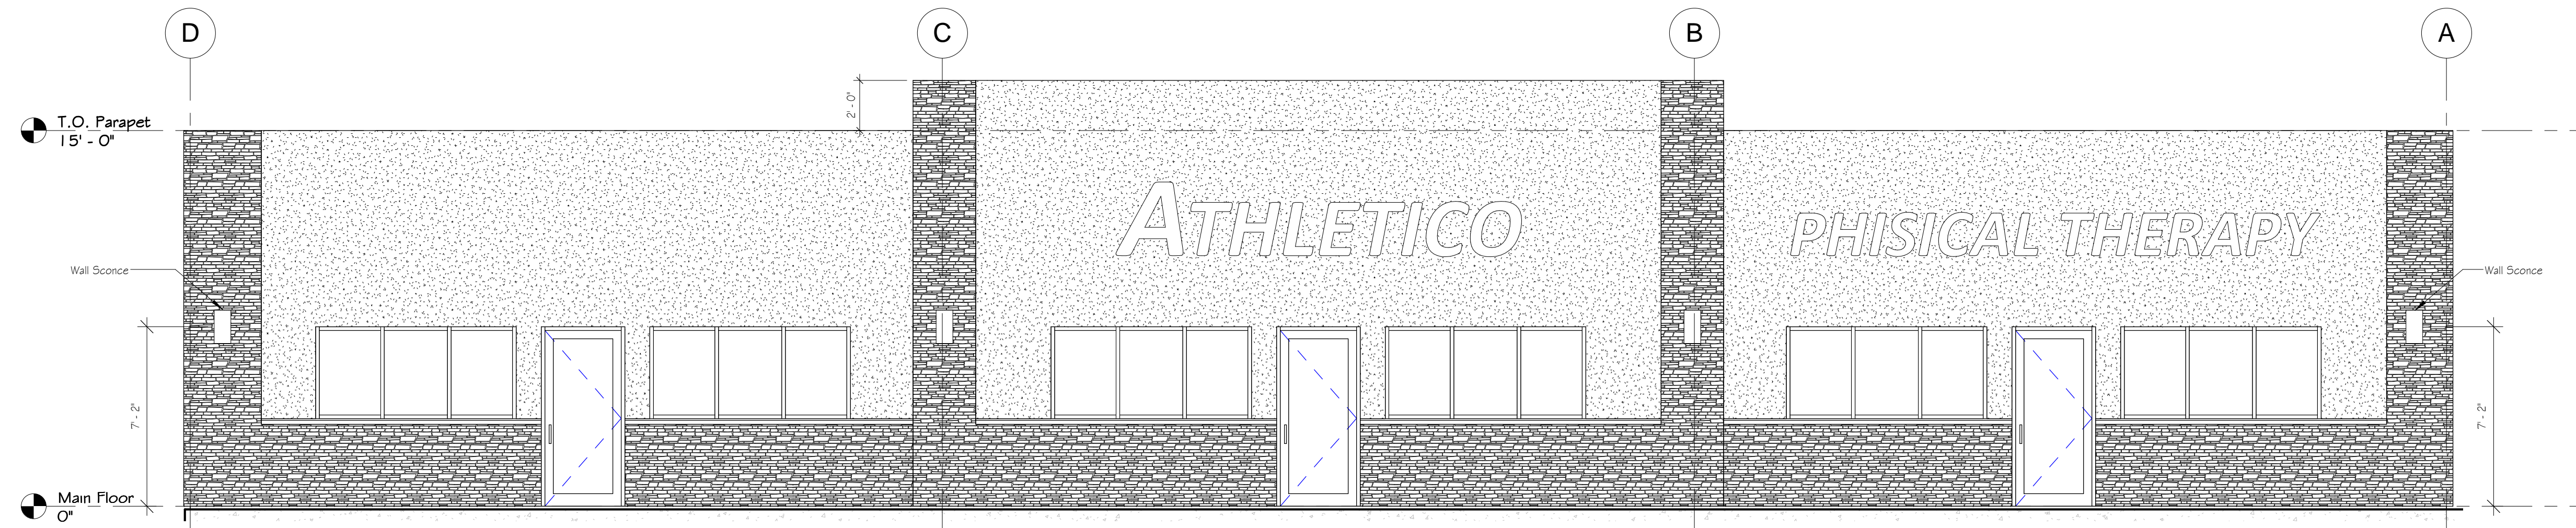 D
C
B
A
2' - 0"
T.O. Parapet
15' - 0"
ATHLETICO
PHISICAL THERAPY
Wall Sconce
Wall Sconce
7' - 2"
7' - 2"
Main Floor
0"